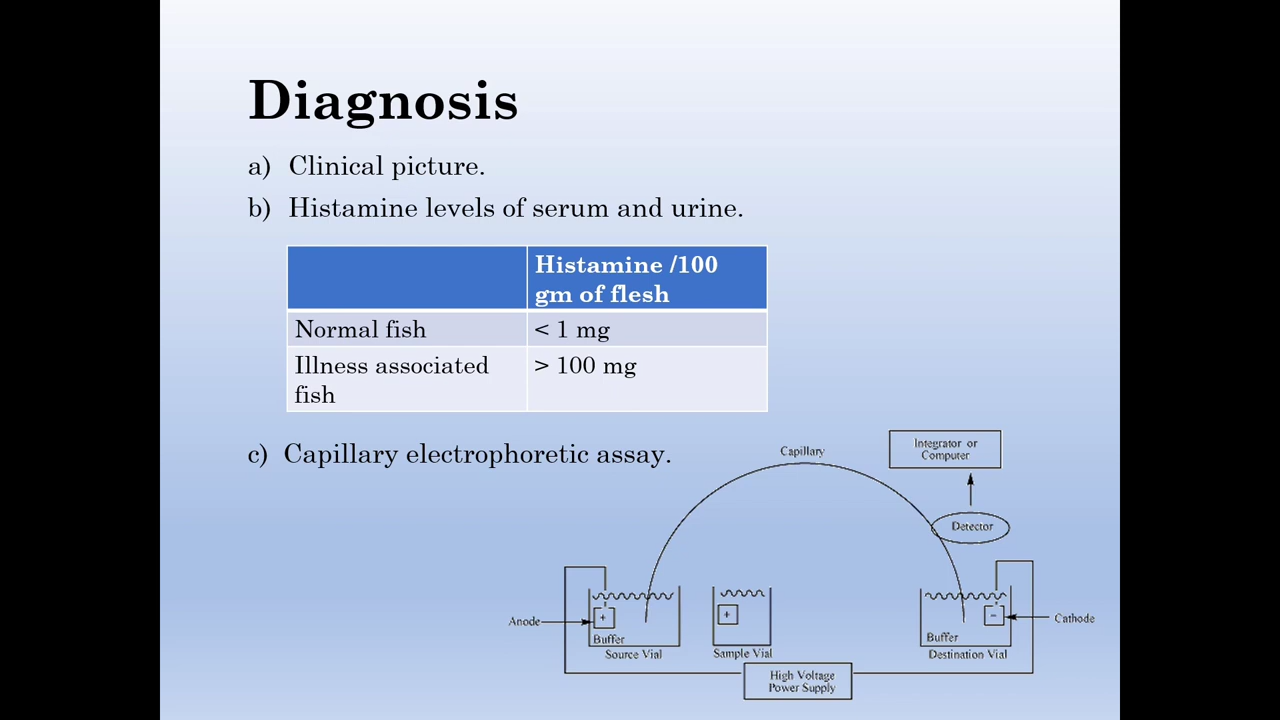 Diagnosis
a) Clinical picture.
b) Histamine levels of serum and urine.
Histamine /100
gm of flesh
Normal fish < 1 mg
Illness associated > 100 mg
fish
c) Capillary electrophoretic assay.
Capillary
Integrator or
Computer
Detector
Anode
+
Buffer
Source Vial
+
Sample Vial
-
Buffer
Cathode
Destination Vial
High Voltage
Power Supply